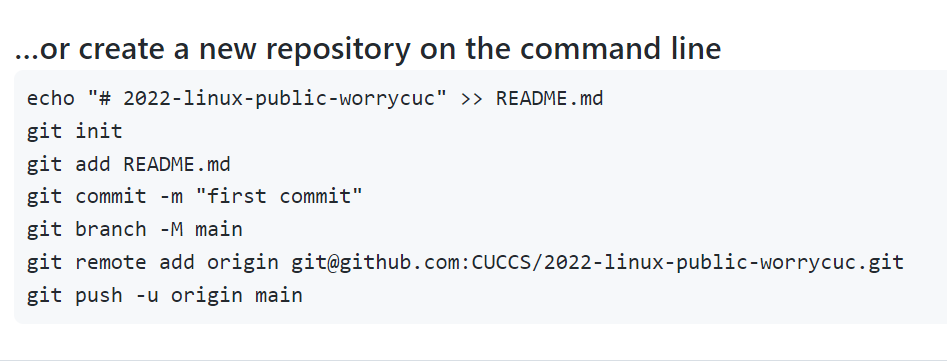 ...or create a new repository on the command line
echo "# 2022-linux-public-worrycuc" >> README.md
git init
git add README.md
git commit -m "first commit"
git branch -M main
git remote add origin git@github.com:CUCCS/2022-linux-public-worrycuc.git
git push -u origin main